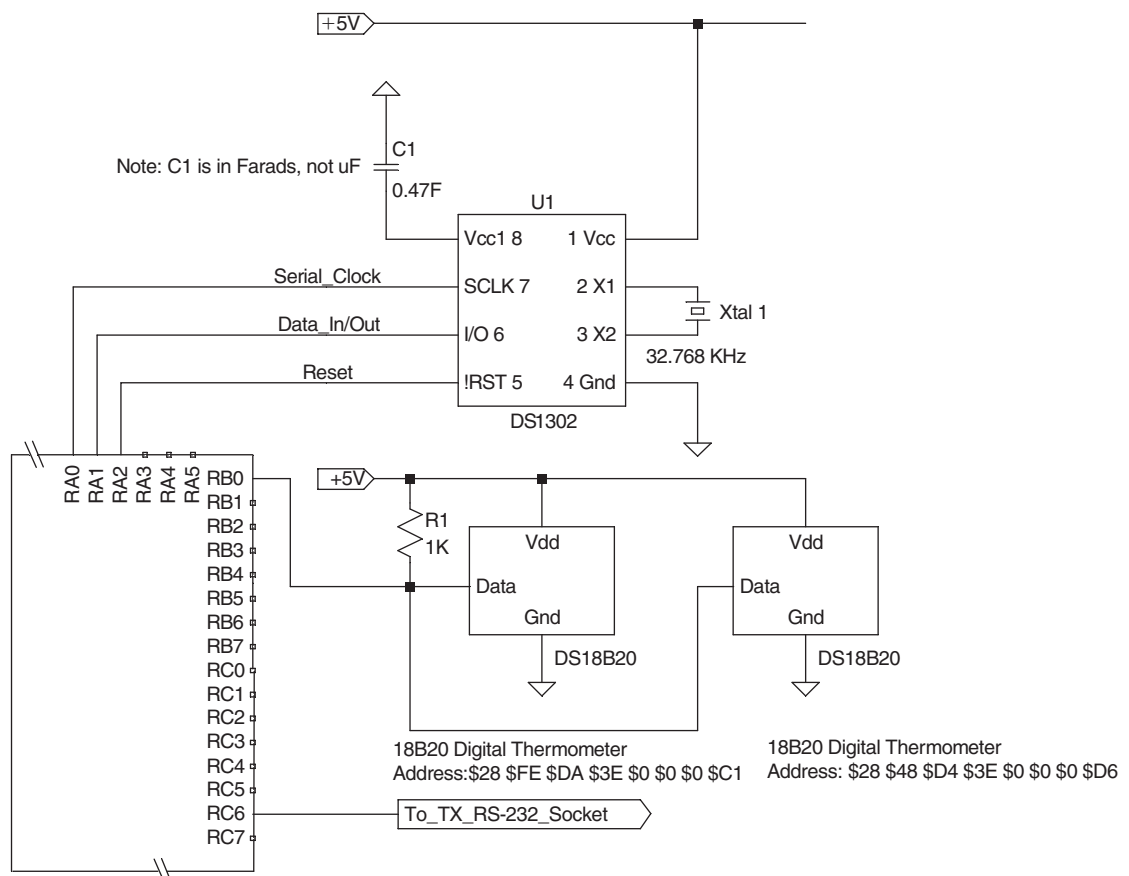 +5V
C1
Note: C1 is in Farads, not uF
0.47F
U1
Vcc1 8
1 Vcc
Serial_Clock
SCLK 7
2 X1
Xtal 1
Data_In/Out
I/O 6
3 X2
32.768 KHz
Reset
!RST 5
4 Gnd
DS1302
RA0
RA1
RA2
RA3
RA4
RA5
RB0
RB1
RB2
RB3
RB4
RB5
RB6
RB7
RC0
RC1
RC2
RC3
RC4
RC5
RC6
RC7
+5V
R1
1K
Vdd
Data
Gnd
DS18B20
Vdd
Data
Gnd
DS18B20
18B20 Digital Thermometer
Address:$28 $FE $DA $3E $0 $0 $0 $C1
18B20 Digital Thermometer
Address: $28 $48 $D4 $3E $0 $0 $0 $D6
To_TX_RS-232_Socket